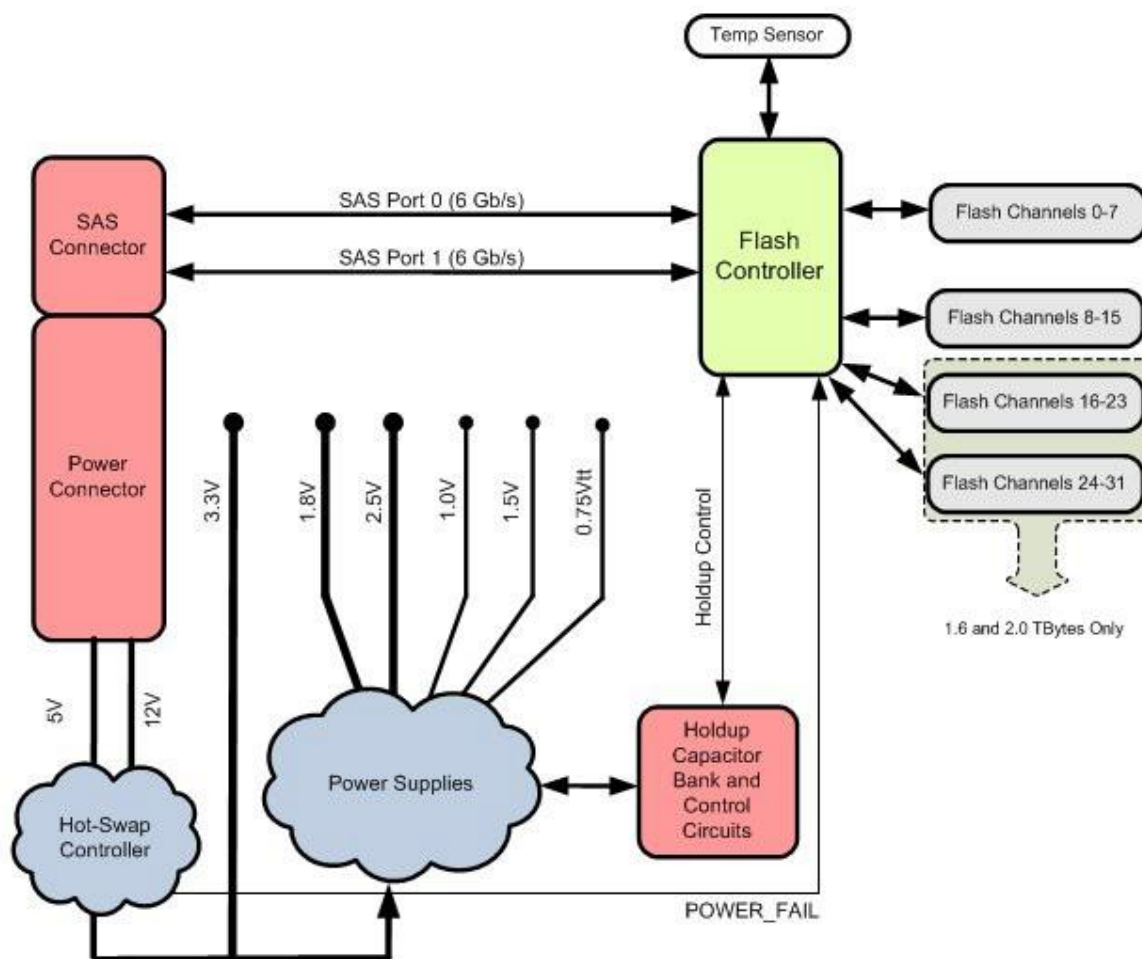 Temp Sensor
SAS
Connector
SAS Port 0 (6 Gb/s)
SAS Port 1 (6 Gb/s)
Flash
Controller
Flash Channels 0-7
Flash Channels 8-15
Flash Channels 16-23
Flash Channels 24-31
1.6 and 2.0 TBytes Only
Power
Connector
3.3V
1.8V
2.5V
1.0V
1.5V
0.75Vtt
Holdup Control
5V
12V
Hot-Swap
Controller
Power Supplies
Holdup
Capacitor
Bank and
Control
Circuits
POWER_FAIL